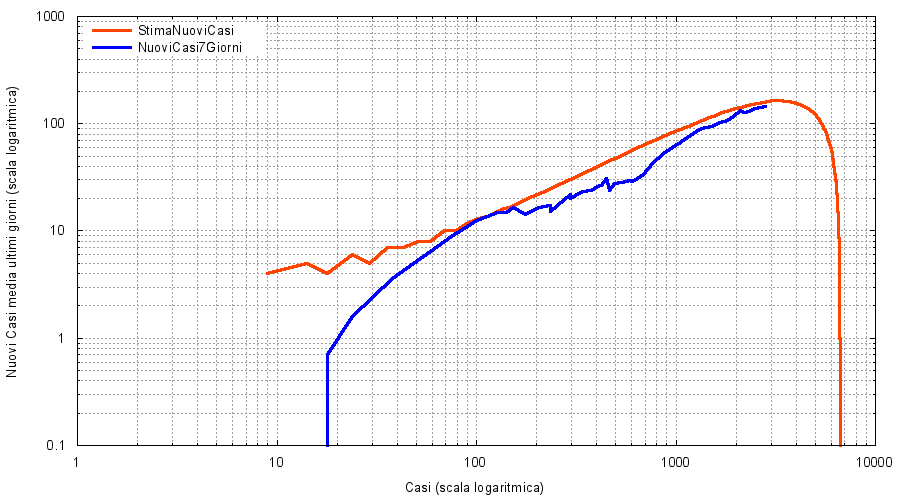 1000
StimaNuoviCasi
NuoviCasi7Giorni
100
10
1
0.1
Nuovi Casi media ultimi giorni (scala logaritmica)
1 10 100 1000 10000
Casi (scala logaritmica)